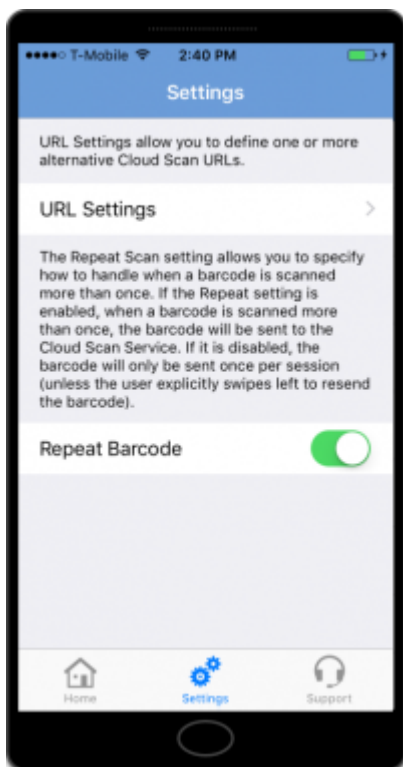 T-Mobile 2:40 PM
Settings
URL Settings allow you to define one or more
alternative Cloud Scan URLs.
URL Settings
The Repeat Scan setting allows you to specify
how to handle when a barcode is scanned
more than once. If the Repeat setting is
enabled, when a barcode is scanned more
than once, the barcode will be sent to the
Cloud Scan Service. If it is disabled, the
barcode will only be sent once per session
(unless the user explicitly swipes left to resend
the barcode).
Repeat Barcode
Home Settings Support